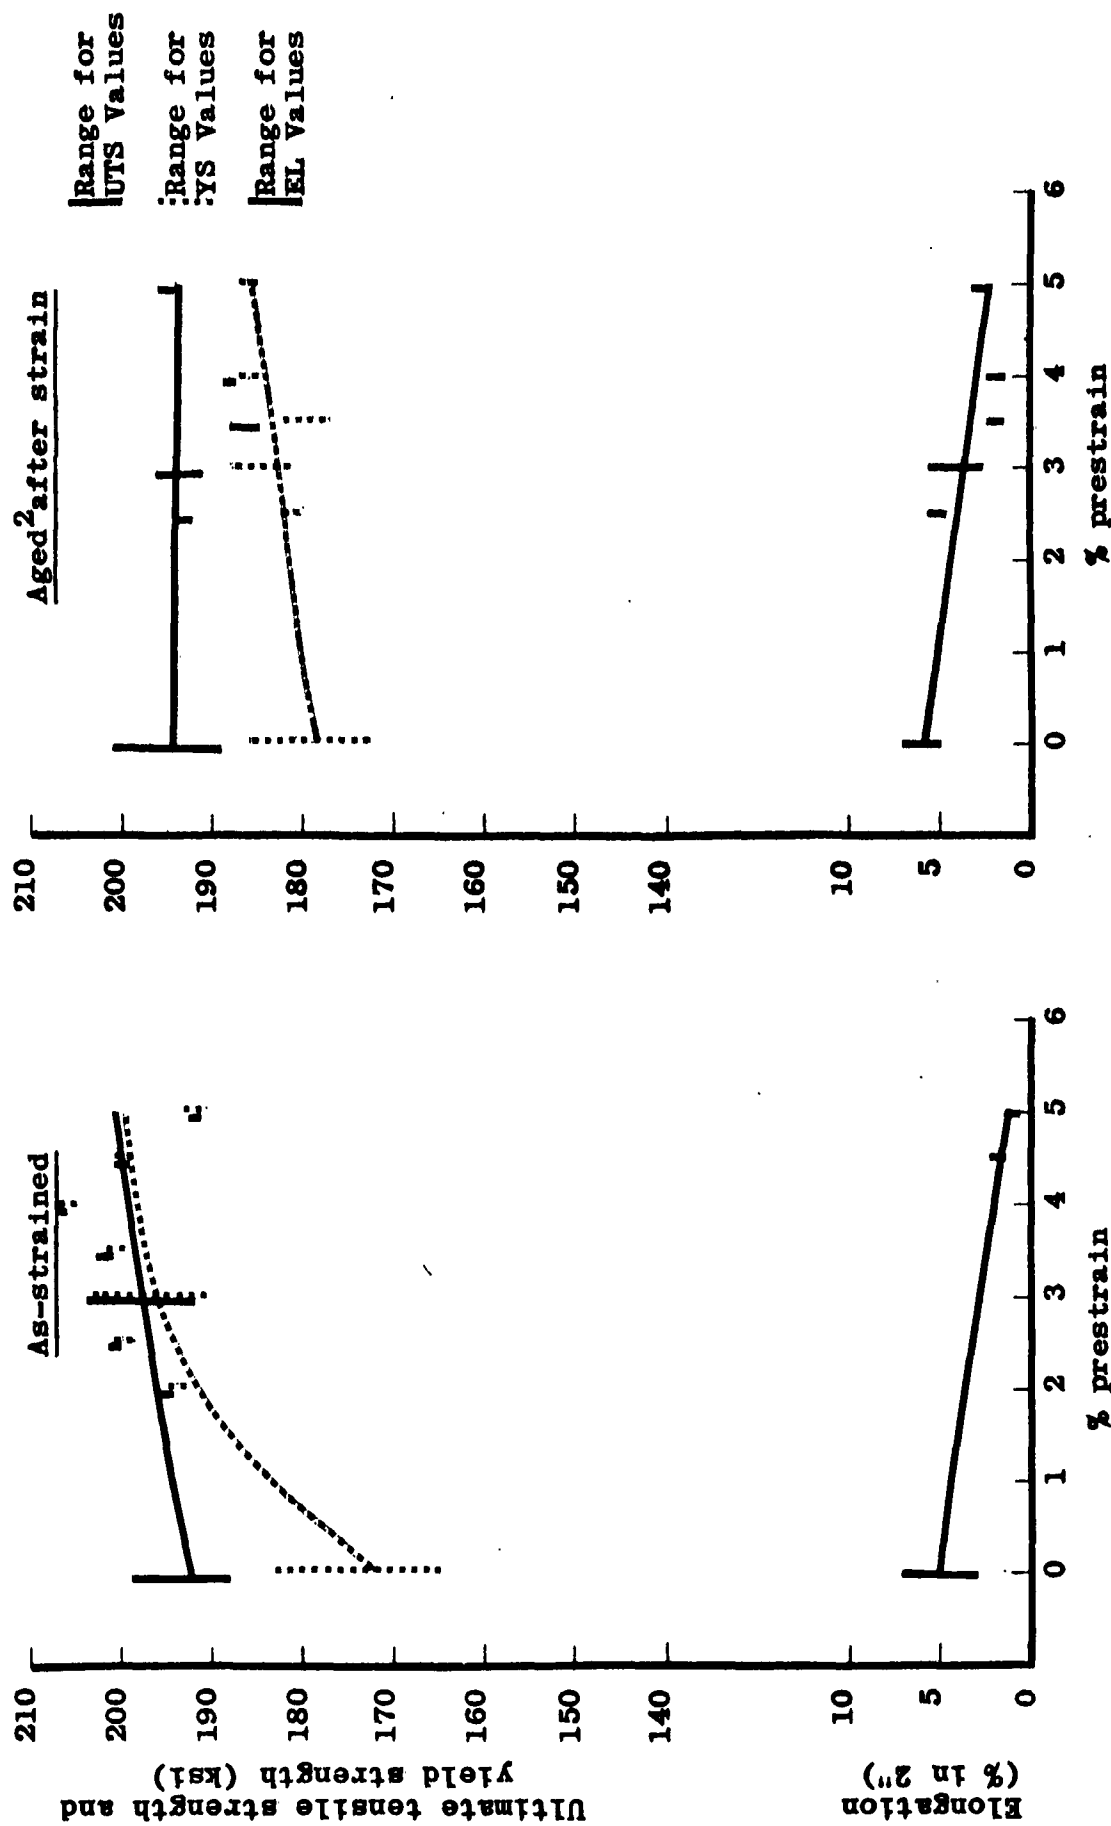 Ultimate tensile strength and
yield strength (ksi)
Elongation
(% in 2")
As-strained
210
200
190
180
170
160
150
140
10
5
0
0
1
2
3
4
5
6
% prestrain
Aged2 after strain
210
200
190
180
170
160
150
140
10
5
0
0
1
2
3
4
5
6
% prestrain
Range for
UTS Values
Range for
YS Values
Range for
EL Values